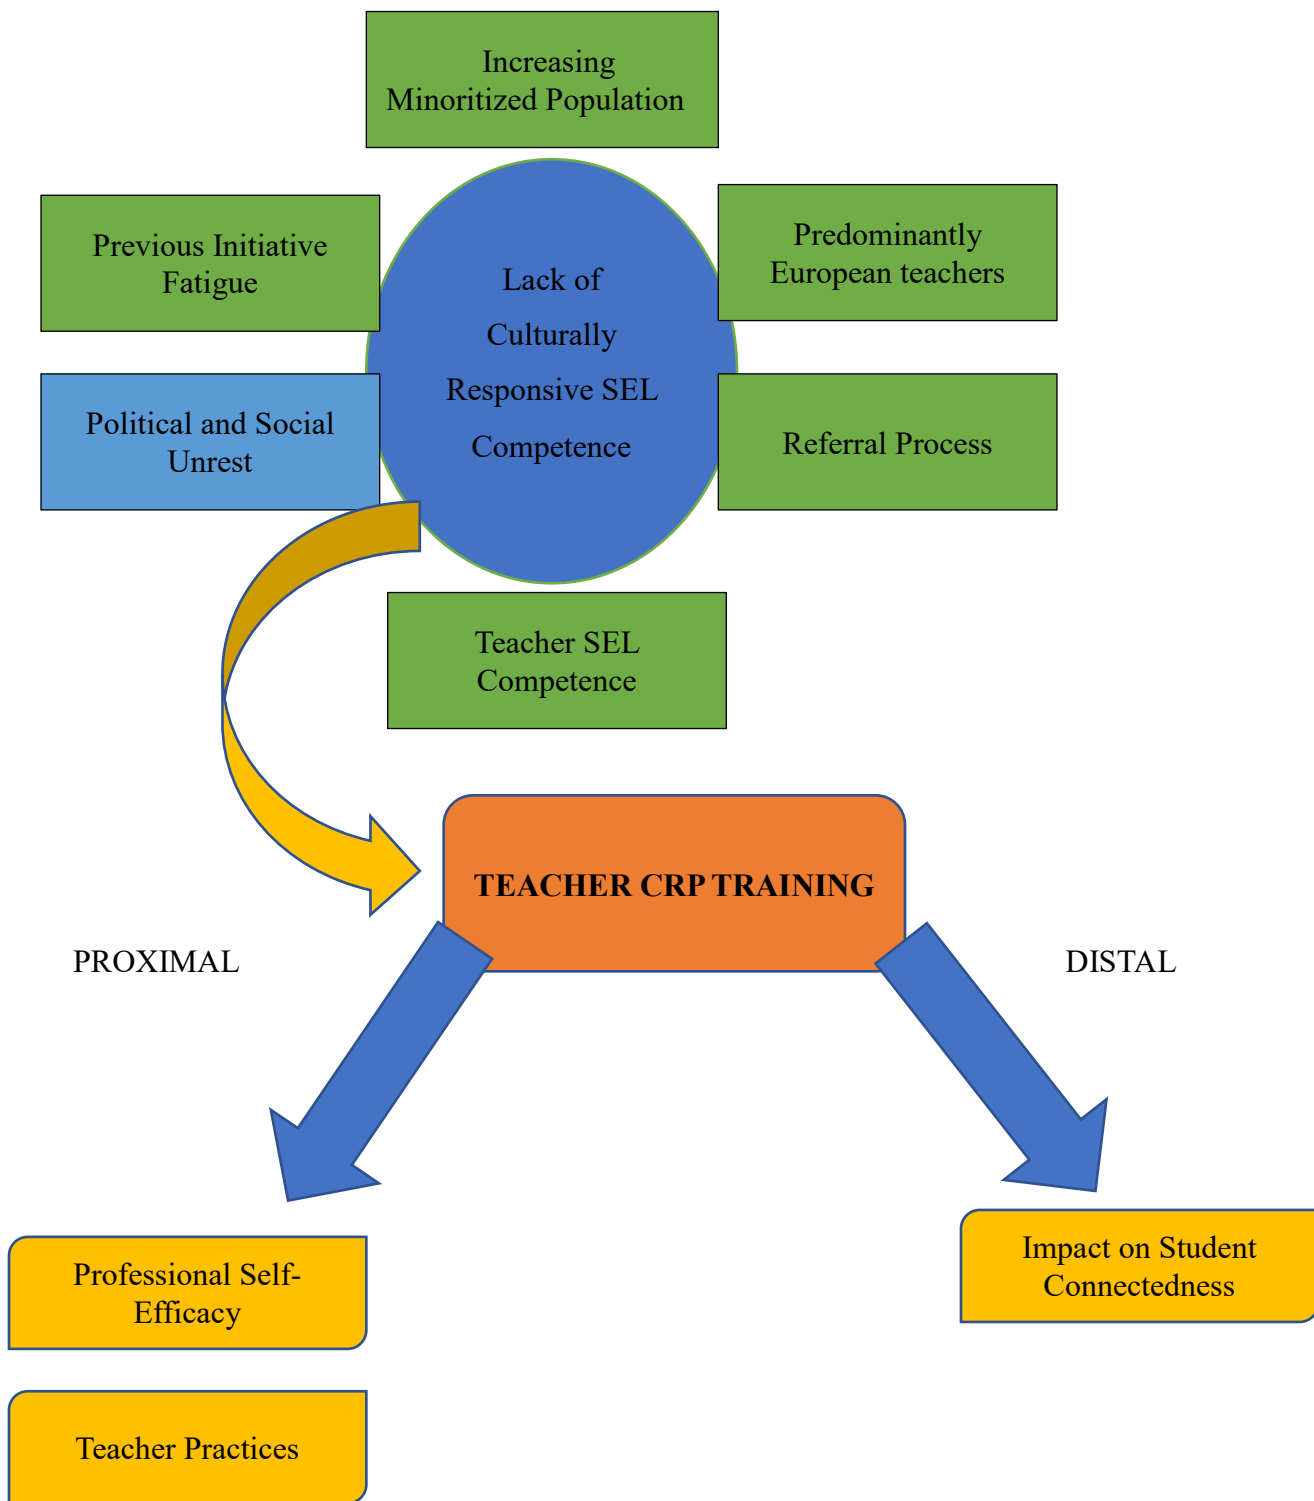 Increasing
Minoritized Population
Previous Initiative
Fatigue
Predominantly
European teachers
Lack of
Culturally
Responsive SEL
Competence
Political and Social
Unrest
Referral Process
Teacher SEL
Competence
TEACHER CRP TRAINING
PROXIMAL
DISTAL
Professional Self-
Efficacy
Impact on Student
Connectedness
Teacher Practices